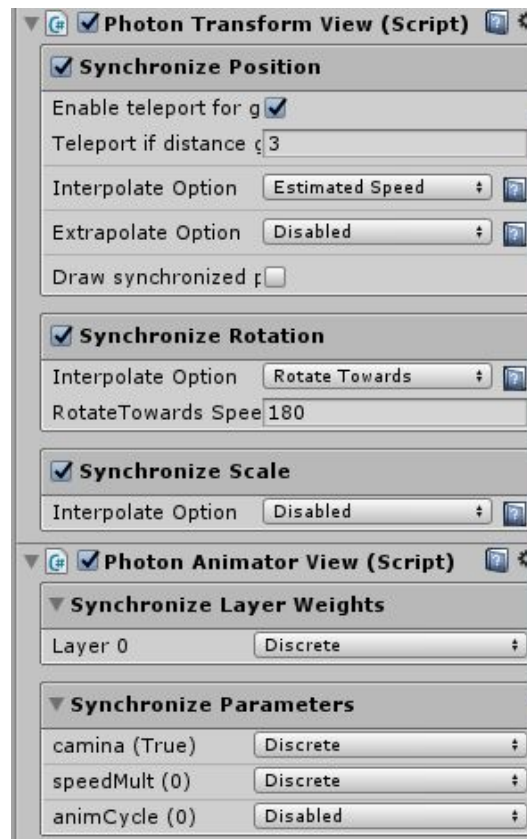 Photon Transform View (Script)
Synchronize Position
Enable teleport for g
Teleport if distance g 3
Interpolate Option Estimated Speed
Extrapolate Option Disabled
Draw synchronized p
Synchronize Rotation
Interpolate Option Rotate Towards
RotateTowards Spee 180
Synchronize Scale
Interpolate Option Disabled
Photon Animator View (Script)
Synchronize Layer Weights
Layer 0 Discrete
Synchronize Parameters
camina (True) Discrete
speedMult (0) Discrete
animCycle (0) Disabled